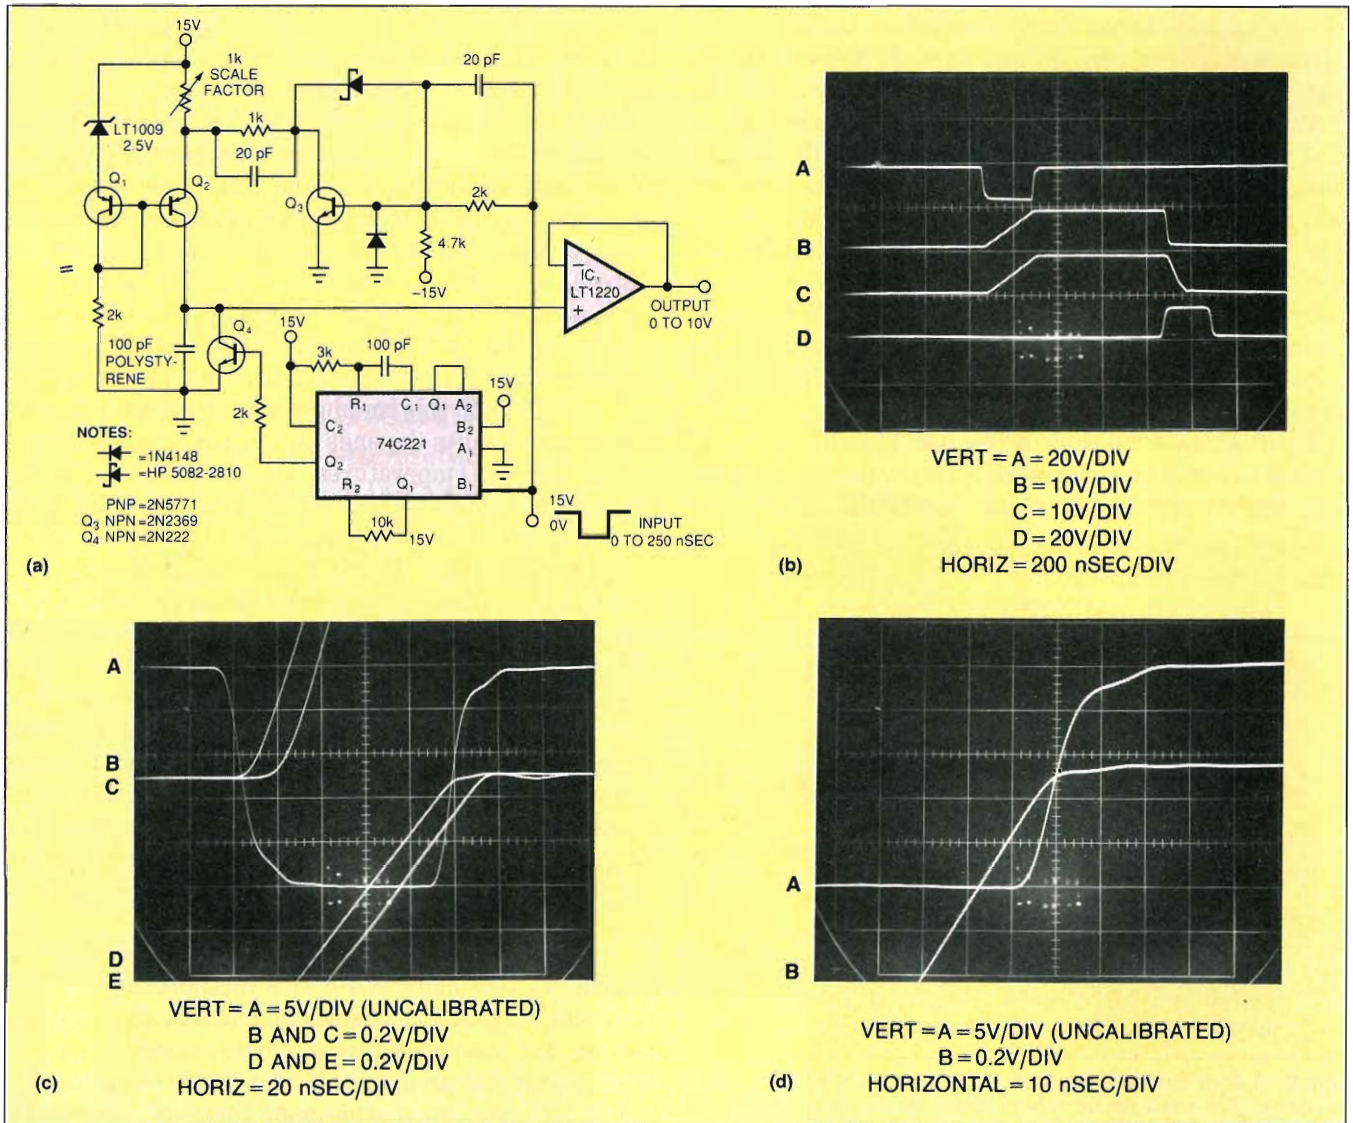 15V
1k
SCALE
FACTOR
20 pF
LT1009
2.5V
1k
20 pF
Q1
Q2
Q3
2k
4.7k
-15V
=
2k
100 pF
POLYSTY-
RENE
Q4
2k
15V
3k
100 pF
IC1
LT1220
-
+
OUTPUT
0 TO 10V
R1 C1 Q1 A2
C2
B2
15V
74C221
A1
Q2
R2 Q1
B1
10k
15V
15V
0V
INPUT
0 TO 250 nSEC
NOTES:
=1N4148
=HP 5082-2810
PNP=2N5771
Q3 NPN=2N2369
Q4 NPN=2N222
(a)
A
B
C
D
VERT = A = 20V/DIV
B = 10V/DIV
C = 10V/DIV
D = 20V/DIV
HORIZ = 200 nSEC/DIV
(b)
A
B
C
D
E
VERT = A = 5V/DIV (UNCALIBRATED)
B AND C = 0.2V/DIV
D AND E = 0.2V/DIV
HORIZ = 20 nSEC/DIV
(c)
A
B
VERT = A = 5V/DIV (UNCALIBRATED)
B = 0.2V/DIV
HORIZONTAL = 10 nSEC/DIV
(d)